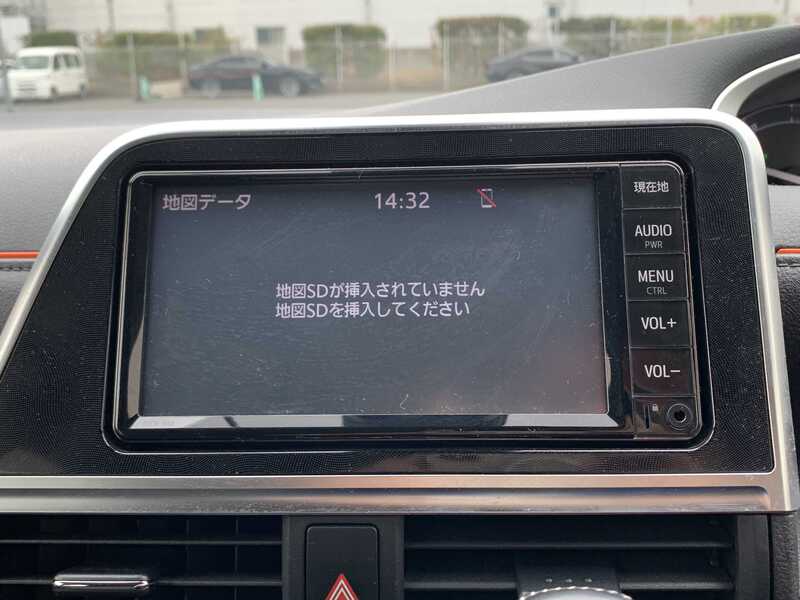 地図データ 14:32
現在地
AUDIO
PWR
MENU
CTRL
地図SDが挿入されていません
地図SDを挿入してください
VOL+
VOL-